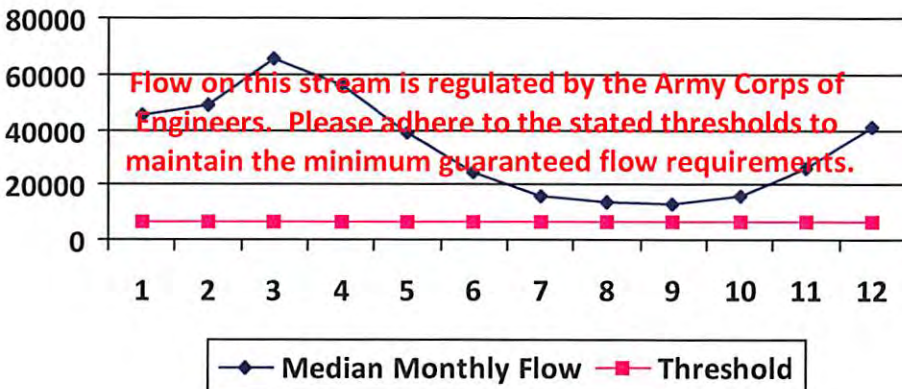 80000
60000
40000
20000
0
Flow on this stream is regulated by the Army Corps of
Engineers. Please adhere to the stated thresholds to
maintain the minimum guaranteed flow requirements.
1 2 3 4 5 6 7 8 9 10 11 12
Median Monthly Flow Threshold